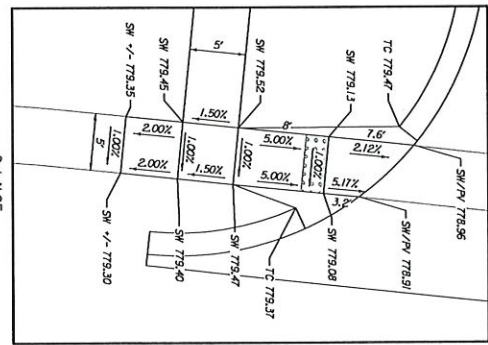 TC 779.47
SW/PV 778.96
SW 779.13
7.6'
2.12%
SW 779.52
8'
5.00%
1.00%
5.17%
SW/PV 778.91
3.2'
5'
1.50%
1.00%
5.00%
SW 779.08
SW 779.45
2.00%
1.00%
1.50%
TC 779.37
SW +/- 779.35
1.00%
2.00%
SW 779.47
5'
SW 779.40
SW +/- 779.30